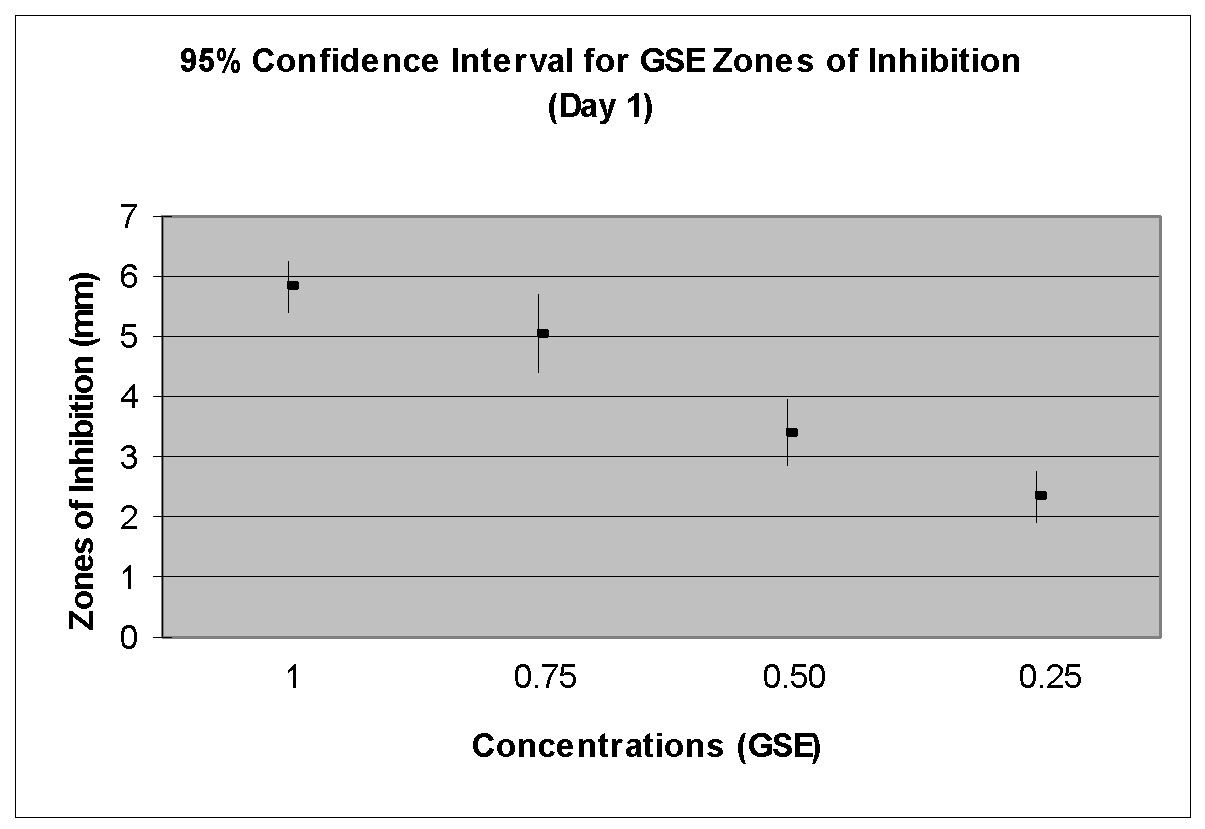 95% Confidence Interval for GSE Zones of Inhibition
(Day 1)
Zones of Inhibition (mm)
7
6
5
4
3
2
1
0
1 0.75 0.50 0.25
Concentrations (GSE)